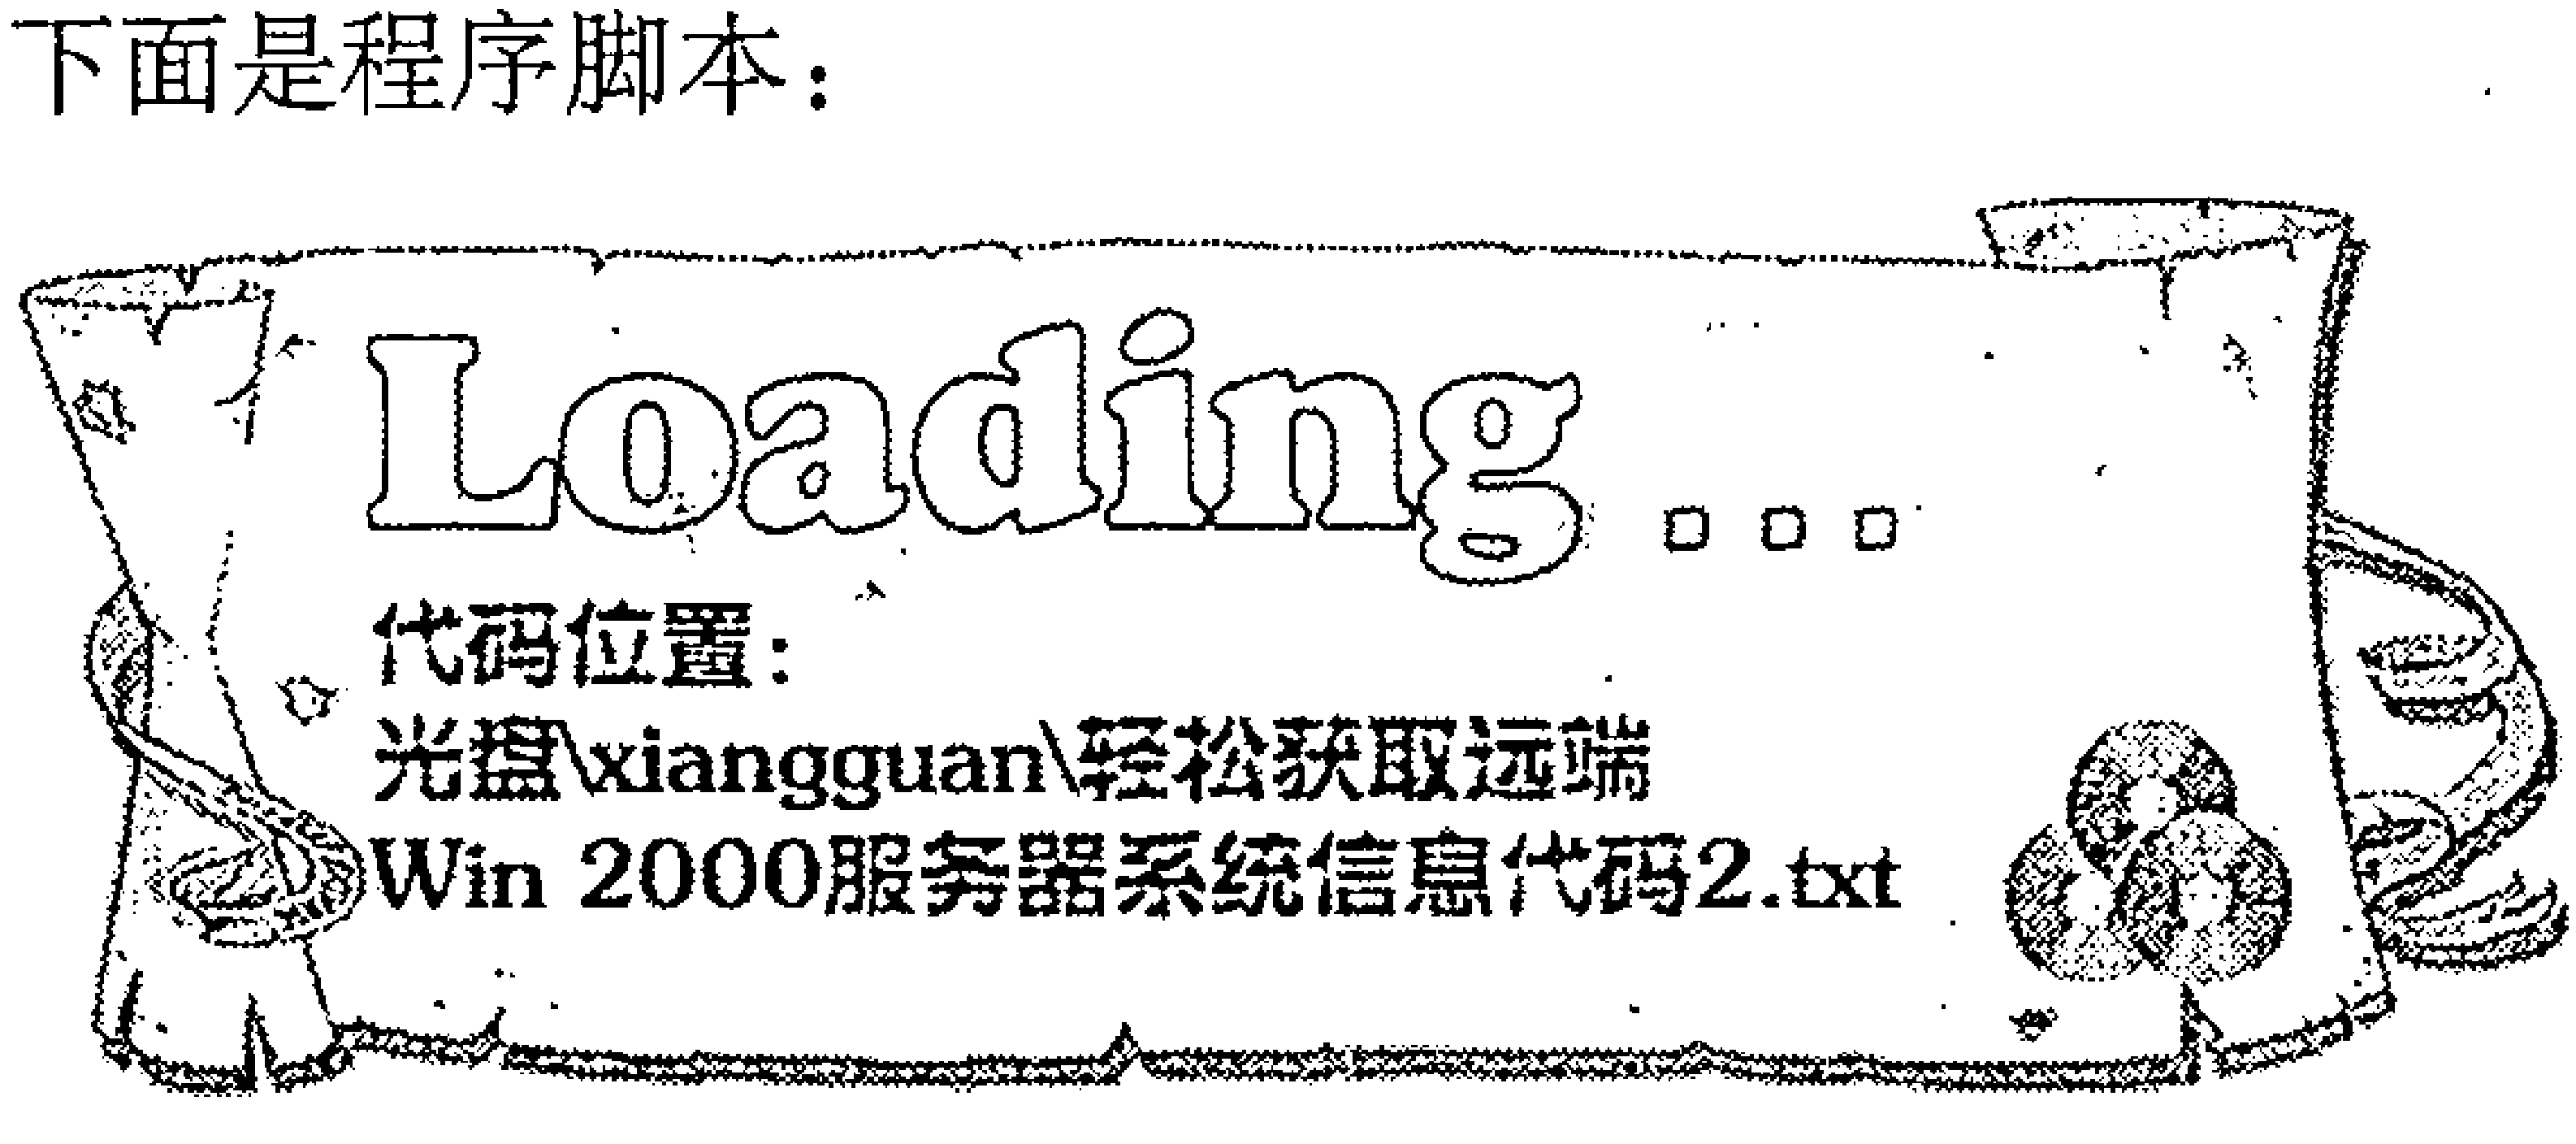 下面是程序脚本：
Loading...
代码位置：
光盘\xiangguan\轻松获取远端
Win 2000服务器系统信息代码2.txt